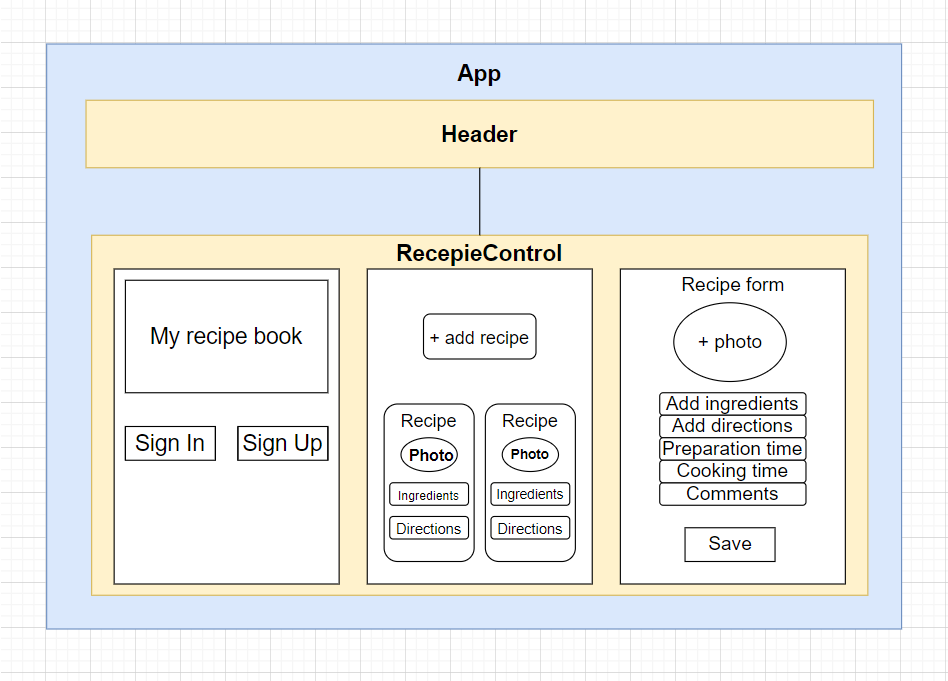 App
Header
RecepieControl
My recipe book
Sign In
Sign Up
+ add recipe
Recipe
Photo
Ingredients
Directions
Recipe
Photo
Ingredients
Directions
Recipe form
+ photo
Add ingredients
Add directions
Preparation time
Cooking time
Comments
Save